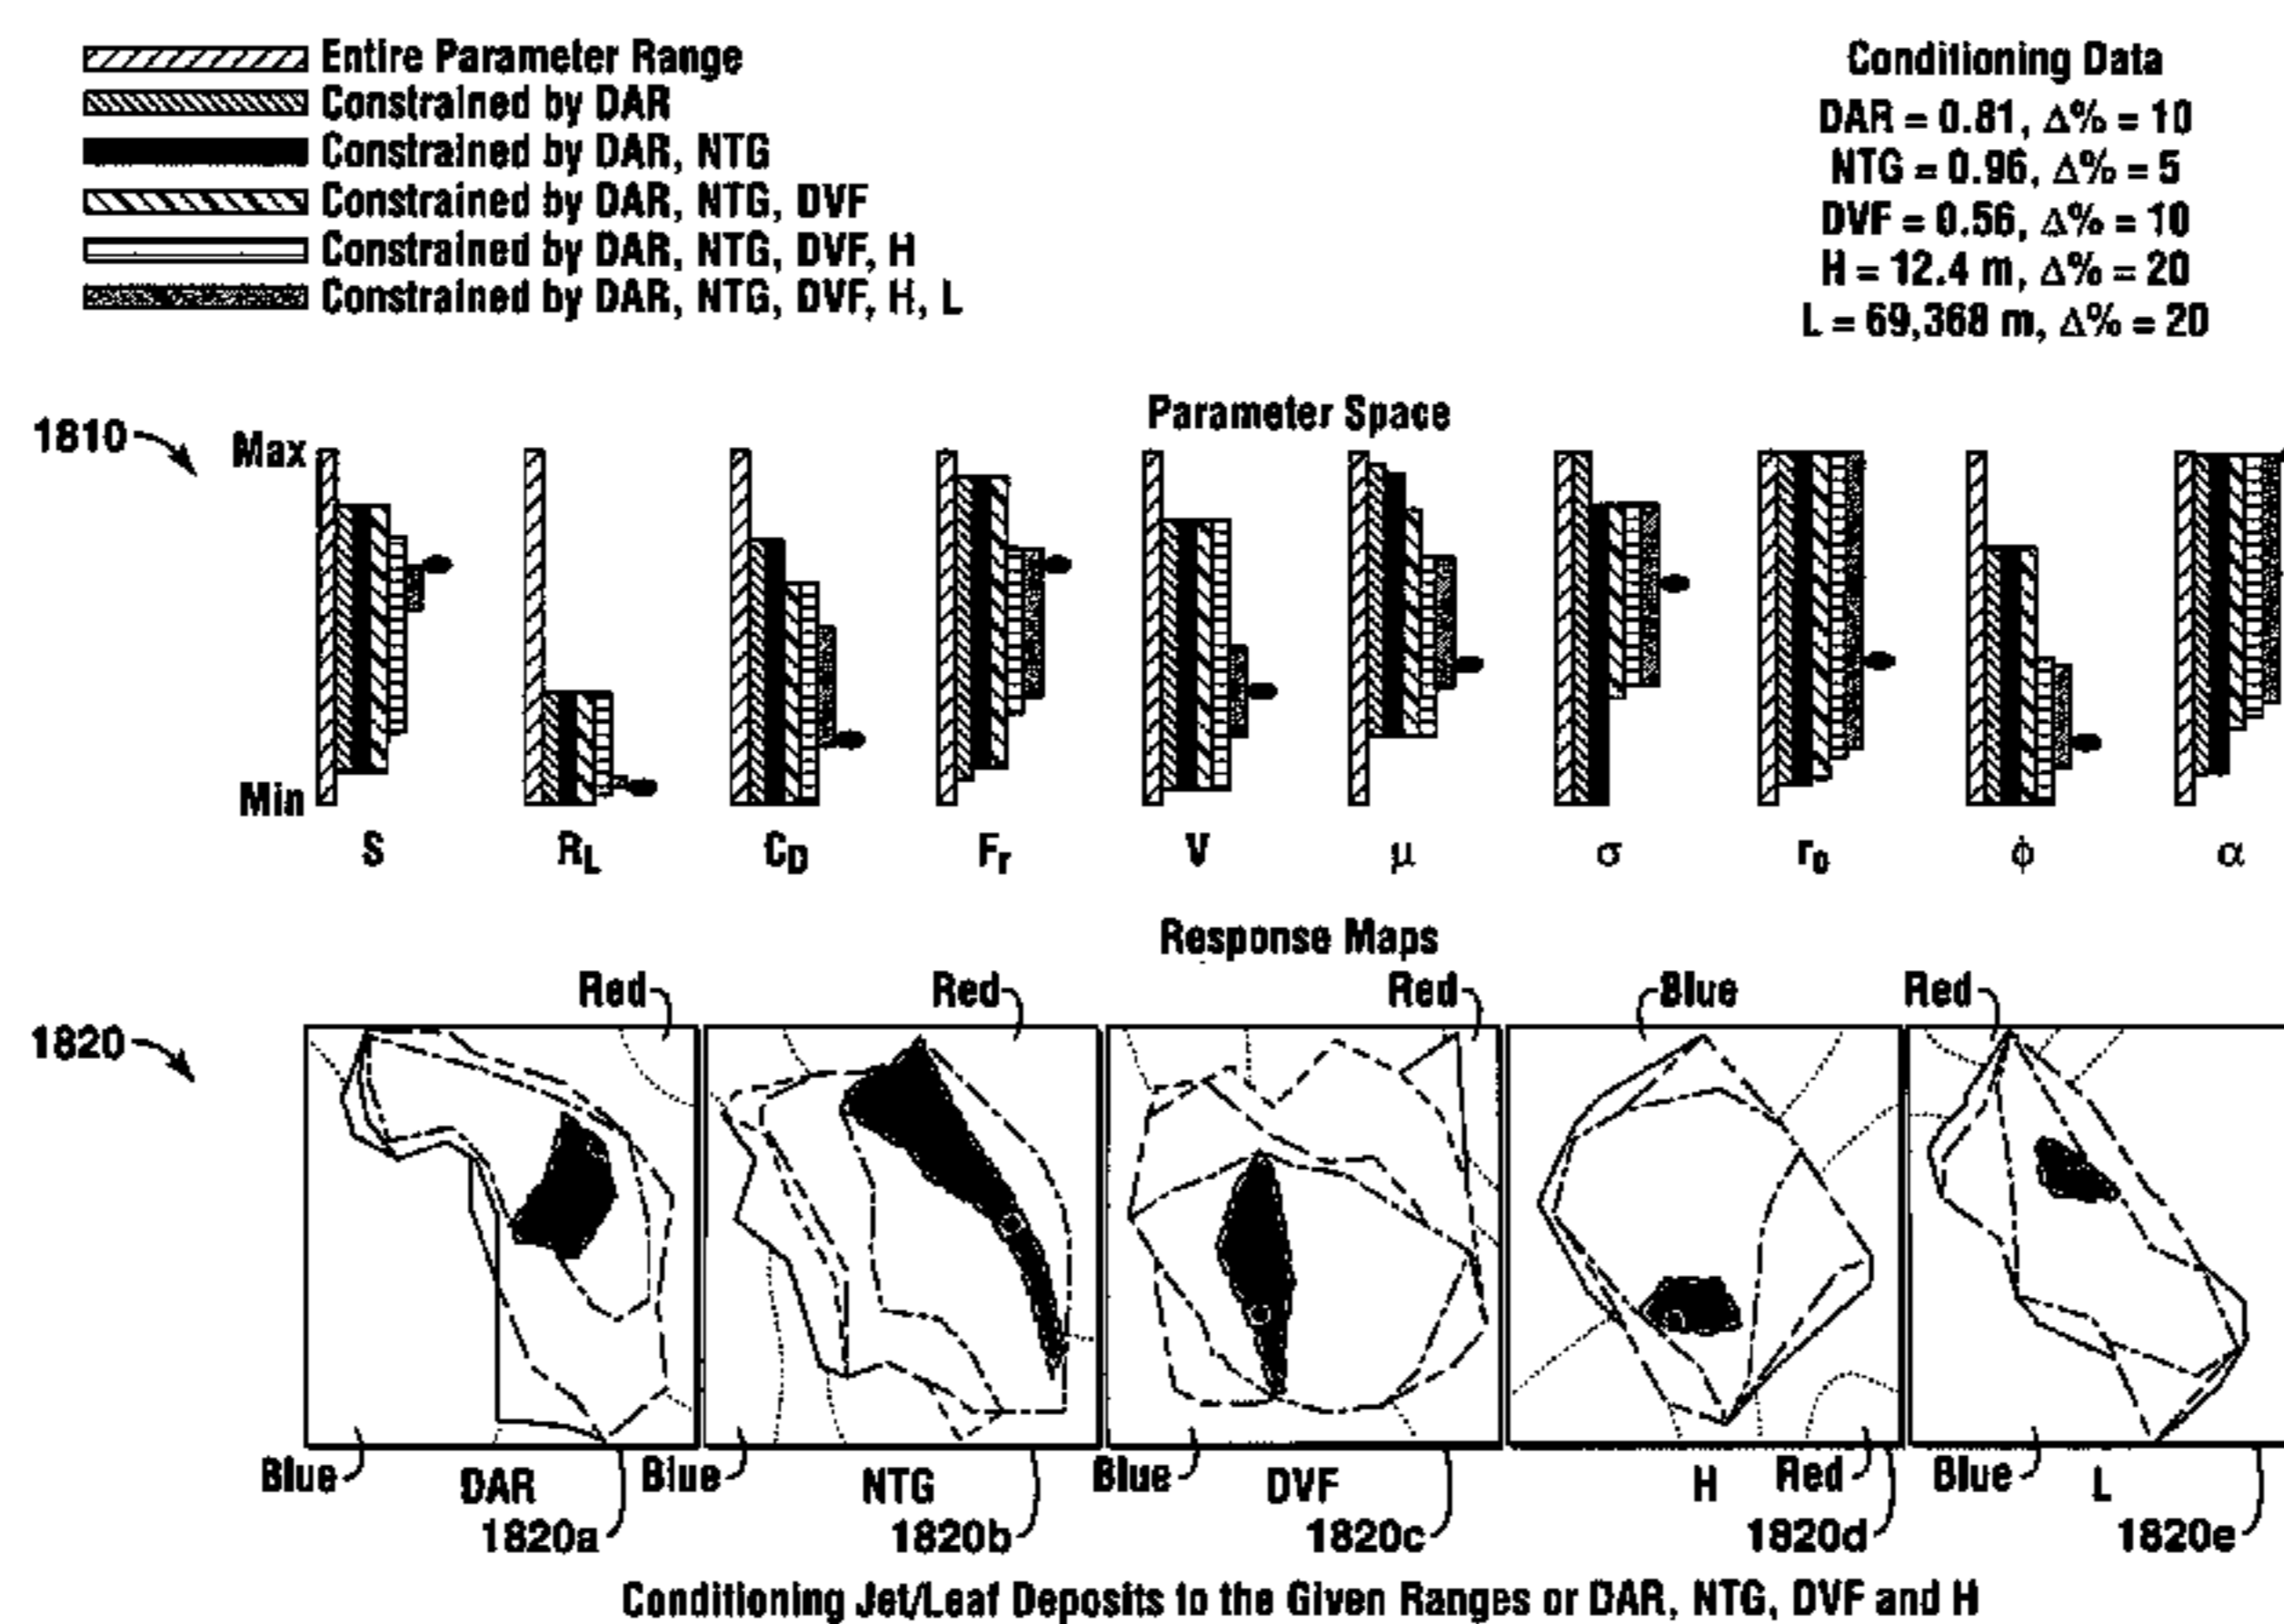 Entire Parameter Range
Constrained by DAR
Constrained by DAR, NTG
Constrained by DAR, NTG, DVF
Constrained by DAR, NTG, DVF, H
Constrained by DAR, NTG, DVF, H, L
Conditioning Data
DAR = 0.81, Δ% = 10
NTG = 0.96, Δ% = 5
DVF = 0.56, Δ% = 10
H = 12.4 m, Δ% = 20
L = 69,368 m, Δ% = 20
Parameter Space
1810
Max
Min
S RL CD Fr V μ σ r0 ϕ α
Response Maps
Red Red Red Blue Red
1820
Blue DAR Blue NTG Blue DVF H Red Blue L
1820a 1820b 1820c 1820d 1820e
Conditioning Jet/Leaf Deposits to the Given Ranges or DAR, NTG, DVF and H